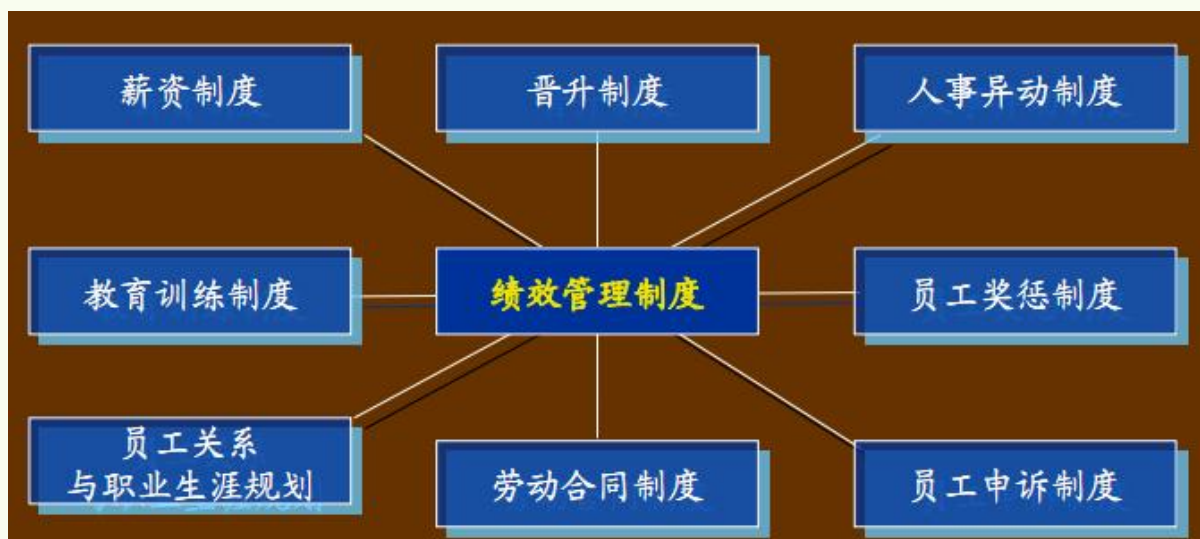 薪资制度
晋升制度
人事异动制度
教育训练制度
绩效管理制度
员工奖惩制度
员工关系
与职业生涯规划
劳动合同制度
员工申诉制度